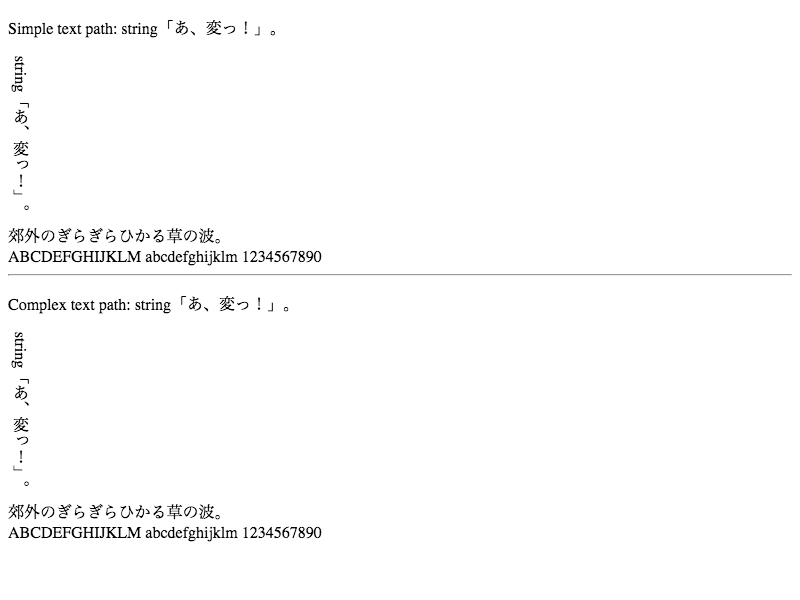 Simple text path: string「あ、変っ！」。
string「あ、変っ！」。
郊外のぎらぎらひかる草の波。
ABCDEFGHIJKLM abcdefghijklm 1234567890
Complex text path: string「あ、変っ！」。
string「あ、変っ！」。
郊外のぎらぎらひかる草の波。
ABCDEFGHIJKLM abcdefghijklm 1234567890